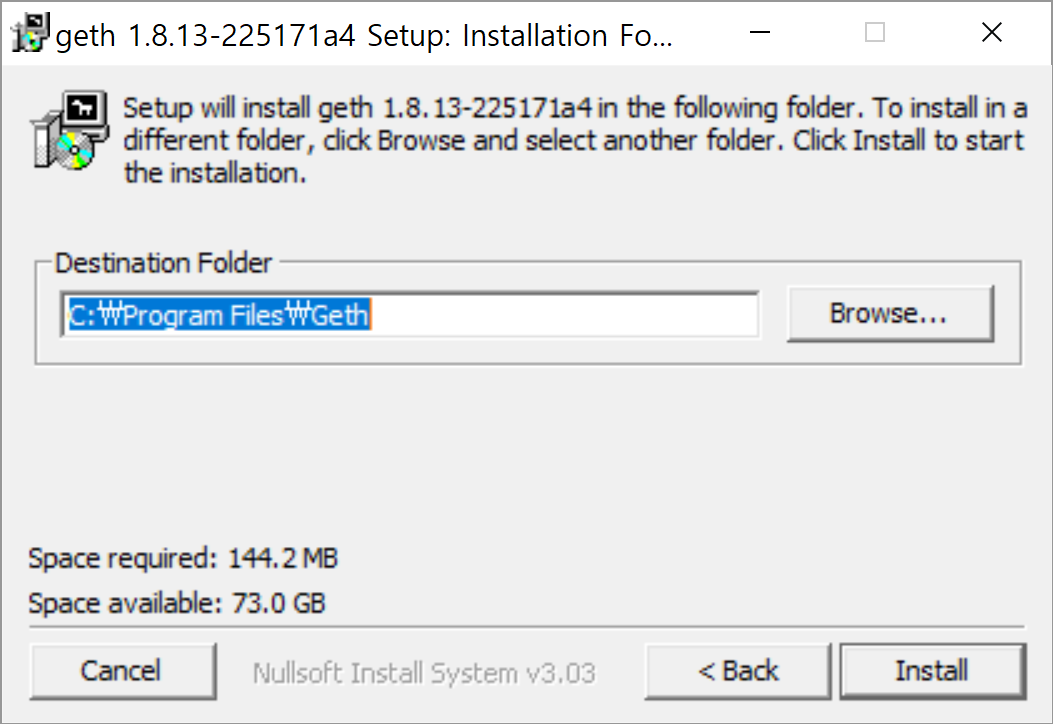 geth 1.8.13-225171a4 Setup: Installation Fo...
Setup will install geth 1.8.13-225171a4 in the following folder. To install in a
different folder, click Browse and select another folder. Click Install to start
the installation.
Destination Folder
C:₩Program Files₩Geth
Browse...
Space required: 144.2 MB
Space available: 73.0 GB
Cancel
Nullsoft Install System v3.03
< Back
Install